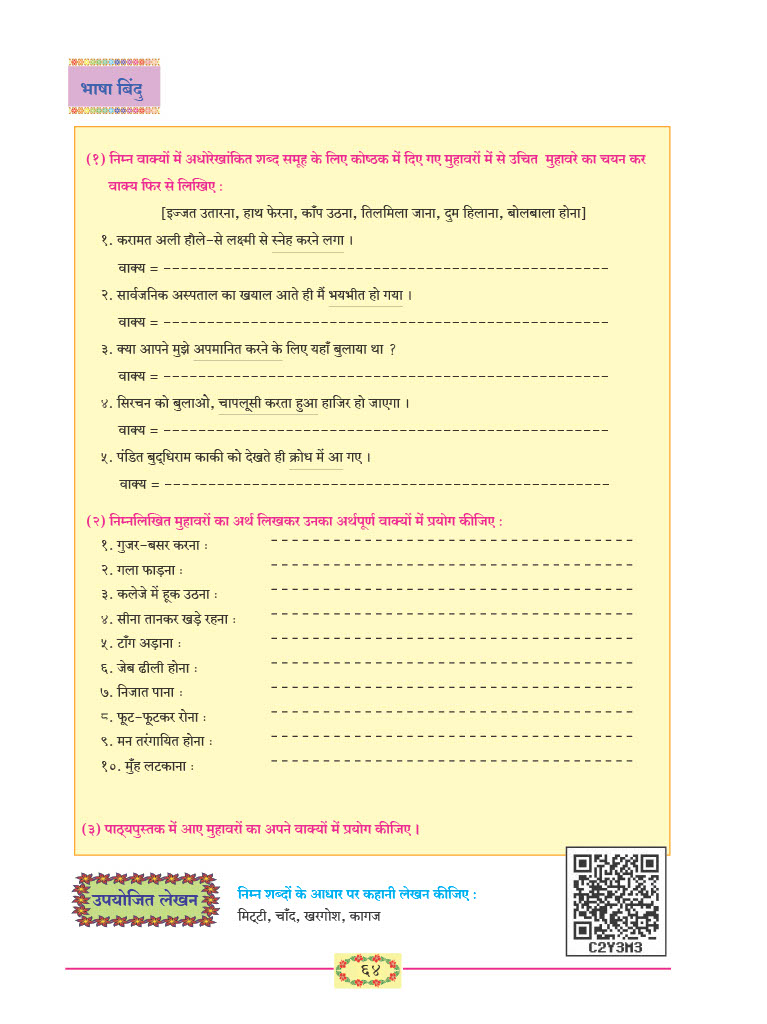 भाषा बिंदु
(१) निम्न वाक्यों में अधोरेखांकित शब्द समूह के लिए कोष्ठक में दिए गए मुहावरों में से उचित मुहावरे का चयन कर
वाक्य फिर से लिखिए :
[इज्जत उतारना, हाथ फेरना, काँप उठना, तिलमिला जाना, दुम हिलाना, बोलबाला होना]
१. करामत अली हौले-से लक्ष्मी से स्नेह करने लगा ।
वाक्य = ----------------------------------------------------
२. सार्वजनिक अस्पताल का खयाल आते ही मैं भयभीत हो गया ।
वाक्य = ----------------------------------------------------
३. क्या आपने मुझे अपमानित करने के लिए यहाँ बुलाया था ?
वाक्य = ----------------------------------------------------
४. सिरचन को बुलाओ, चापलूसी करता हुआ हाजिर हो जाएगा ।
वाक्य = ----------------------------------------------------
५. पंडित बुद्धिराम काकी को देखते ही क्रोध में आ गए ।
वाक्य = ----------------------------------------------------
(२) निम्नलिखित मुहावरों का अर्थ लिखकर उनका अर्थपूर्ण वाक्यों में प्रयोग कीजिए :
१. गुजर-बसर करना : ------------------------------------
२. गला फाड़ना : ------------------------------------
३. कलेजे में हूक उठना : ------------------------------------
४. सीना तानकर खड़े रहना : ------------------------------------
५. टाँग अड़ाना : ------------------------------------
६. जेब ढीली होना : ------------------------------------
७. निजात पाना : ------------------------------------
८. फूट-फूटकर रोना : ------------------------------------
९. मन तरंगायित होना : ------------------------------------
१०. मुँह लटकाना : ------------------------------------
(३) पाठ्यपुस्तक में आए मुहावरों का अपने वाक्यों में प्रयोग कीजिए ।
उपयोजित लेखन
निम्न शब्दों के आधार पर कहानी लेखन कीजिए :
मिट्टी, चाँद, खरगोश, कागज
C2Y3M3
६४